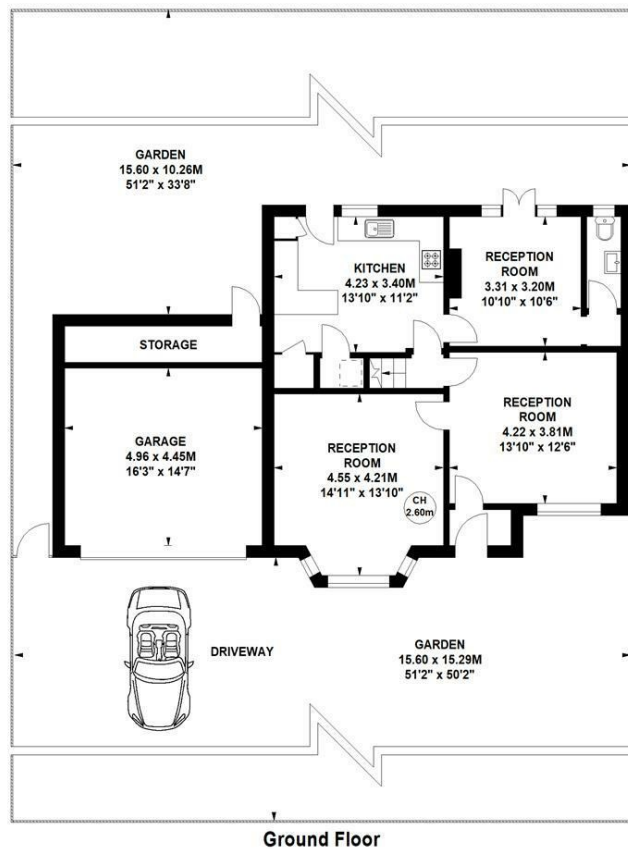 GARDEN
15.60 x 10.26M
51'2" x 33'8"
KITCHEN
4.23 x 3.40M
13'10" x 11'2"
RECEPTION
ROOM
3.31 x 3.20M
10'10" x 10'6"
STORAGE
GARAGE
4.96 x 4.45M
16'3" x 14'7"
RECEPTION
ROOM
4.55 x 4.21M
14'11" x 13'10"
CH
2.60m
RECEPTION
ROOM
4.22 x 3.81M
13'10" x 12'6"
DRIVEWAY
GARDEN
15.60 x 15.29M
51'2" x 50'2"
Ground Floor